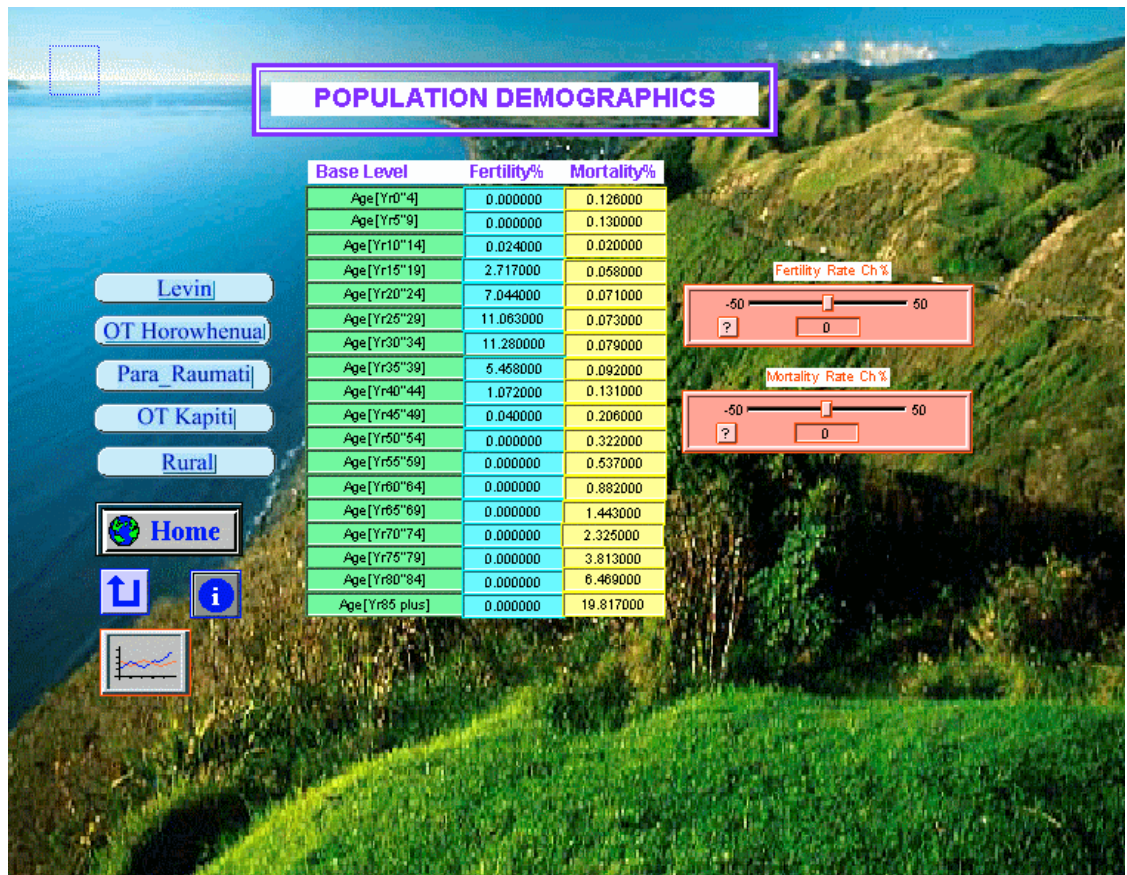 POPULATION DEMOGRAPHICS
Base Level Fertility% Mortality%
Age[Yr0"4] 0.000000 0.126000
Age[Yr5"9] 0.000000 0.130000
Age[Yr10"14] 0.024000 0.020000
Age[Yr15"19] 2.717000 0.058000
Age[Yr20"24] 7.044000 0.071000
Age[Yr25"29] 11.063000 0.073000
Age[Yr30"34] 11.280000 0.079000
Age[Yr35"39] 5.458000 0.092000
Age[Yr40"44] 1.072000 0.131000
Age[Yr45"49] 0.040000 0.206000
Age[Yr50"54] 0.000000 0.322000
Age[Yr55"59] 0.000000 0.537000
Age[Yr60"64] 0.000000 0.882000
Age[Yr65"69] 0.000000 1.443000
Age[Yr70"74] 0.000000 2.325000
Age[Yr75"79] 0.000000 3.813000
Age[Yr80"84] 0.000000 6.469000
Age[Yr85 plus] 0.000000 19.817000
Levin
OT Horowhenua
Para_Raumati
OT Kapiti
Rural
Home
i
Fertility Rate Ch%
-50 50
? 0
Mortality Rate Ch%
-50 50
? 0